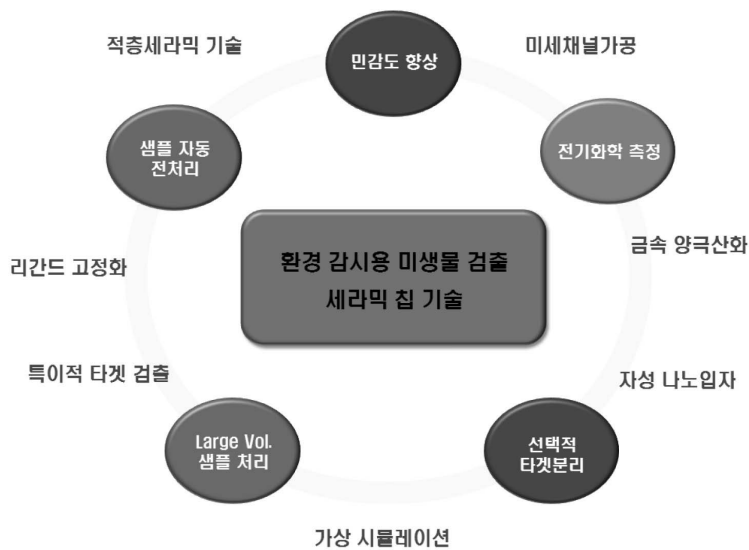 적층세라믹 기술
민감도 향상
미세채널가공
샘플 자동
전처리
전기화학 측정
금속 양극산화
리간드 고정화
환경 감시용 미생물 검출
세라믹 칩 기술
특이적 타겟 검출
자성 나노입자
Large Vol.
샘플 처리
선택적
타겟분리
가상 시뮬레이션